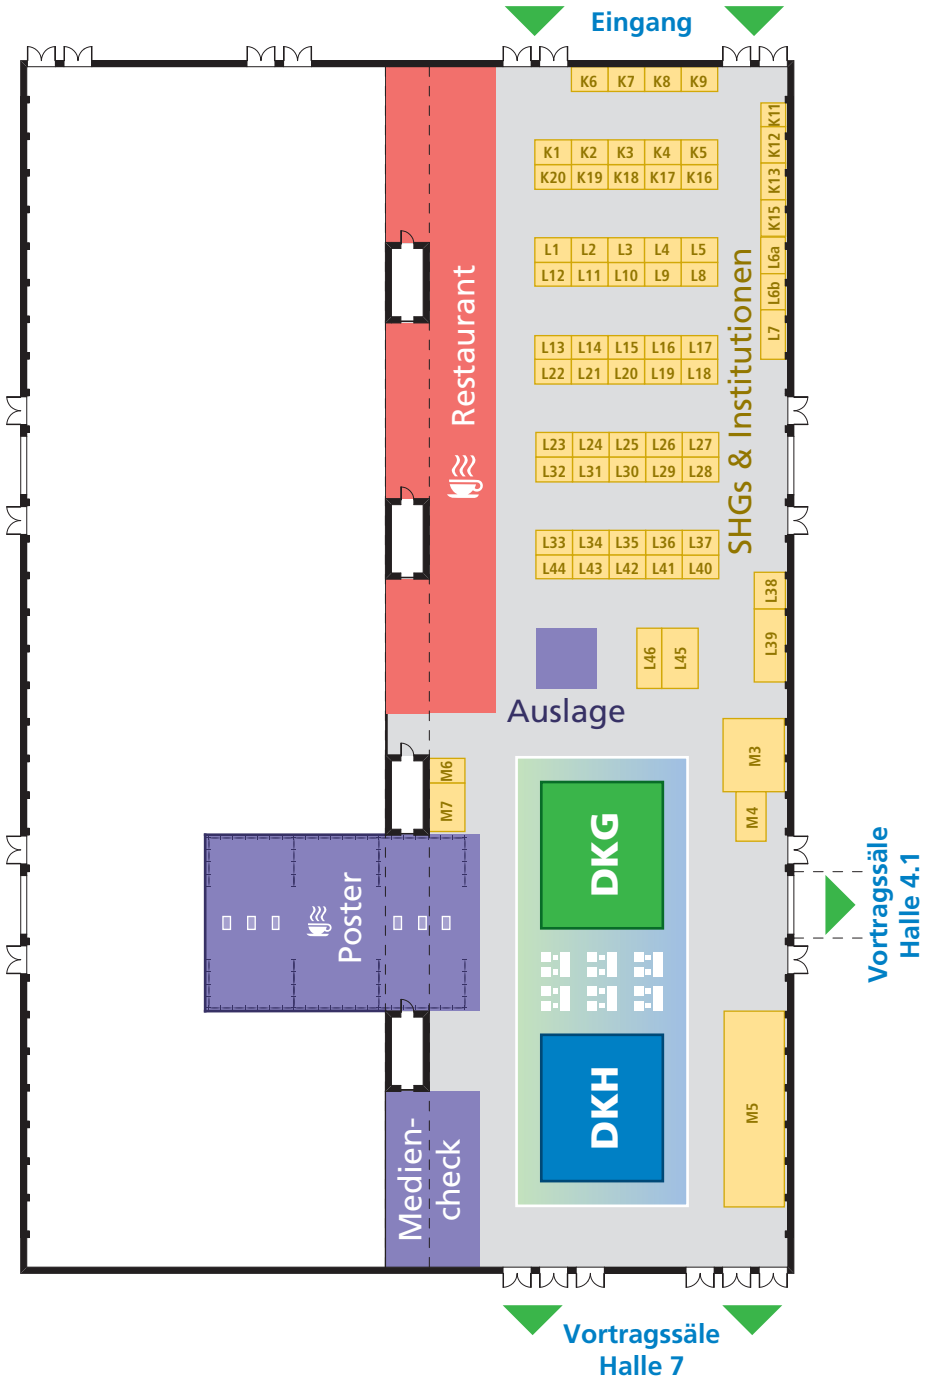 Eingang
K6 K7 K8 K9
K11
K12
K13
K15
K1 K2 K3 K4 K5
K20 K19 K18 K17 K16
L6a
L6b
L7
L1 L2 L3 L4 L5
L12 L11 L10 L9 L8
SHGs & Institutionen
Restaurant
L13 L14 L15 L16 L17
L22 L21 L20 L19 L18
L23 L24 L25 L26 L27
L32 L31 L30 L29 L28
L33 L34 L35 L36 L37
L44 L43 L42 L41 L40
L38
L39
L46
L45
Auslage
M3
M4
M6
M7
DKG
Poster
Vortragssäle
Halle 4.1
DKH
M5
Medien-
check
Vortragssäle
Halle 7